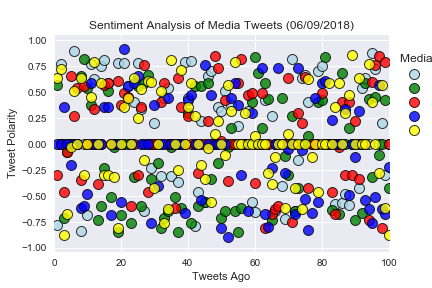 Sentiment Analysis of Media Tweets (06/09/2018)
Media
1.00
0.75
0.50
0.25
0.00
−0.25
−0.50
−0.75
−1.00
Tweet Polarity
0 20 40 60 80 100
Tweets Ago